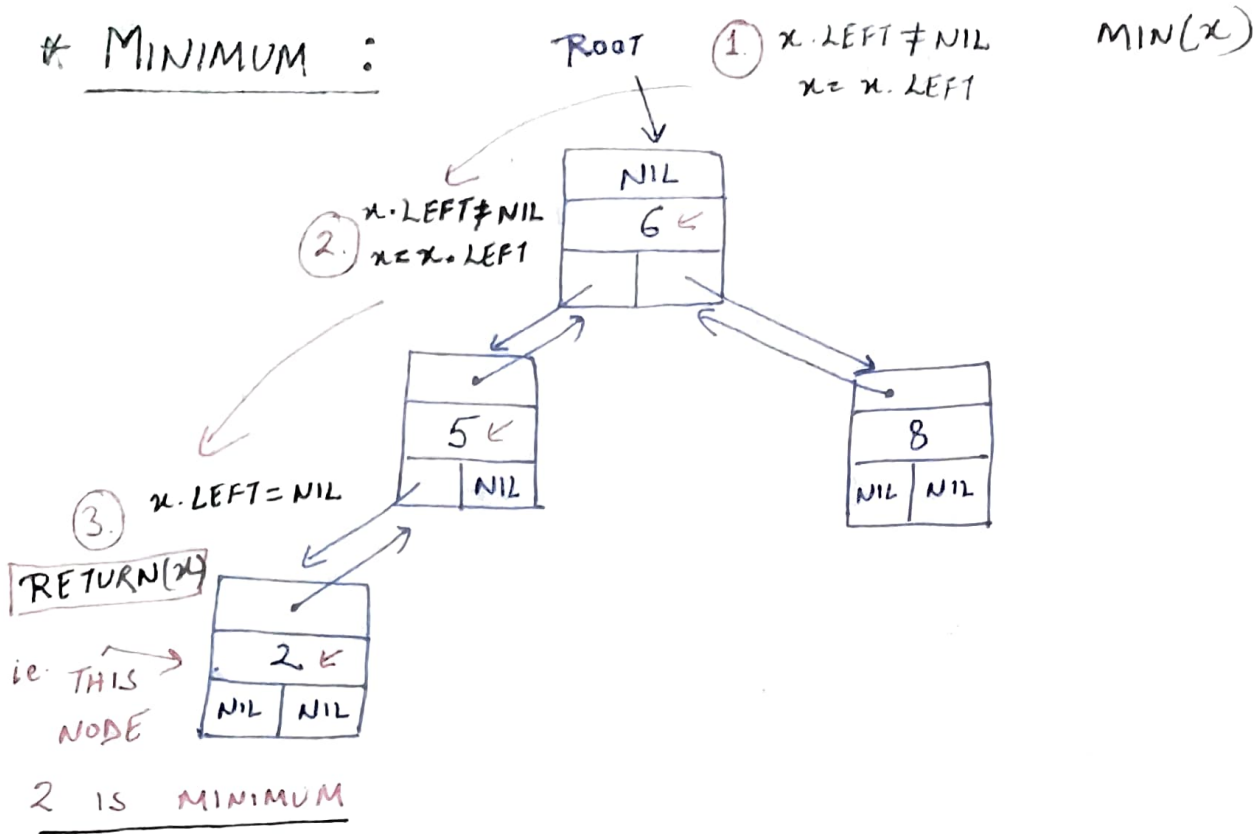 * MINIMUM :
ROOT
1. x.LEFT ≠ NIL
x = x.LEFT
MIN(x)
NIL
6
2. x.LEFT ≠ NIL
x = x.LEFT
5
NIL
8
NIL NIL
3. x.LEFT = NIL
RETURN(x)
ie. THIS
NODE
2
NIL NIL
2 IS MINIMUM